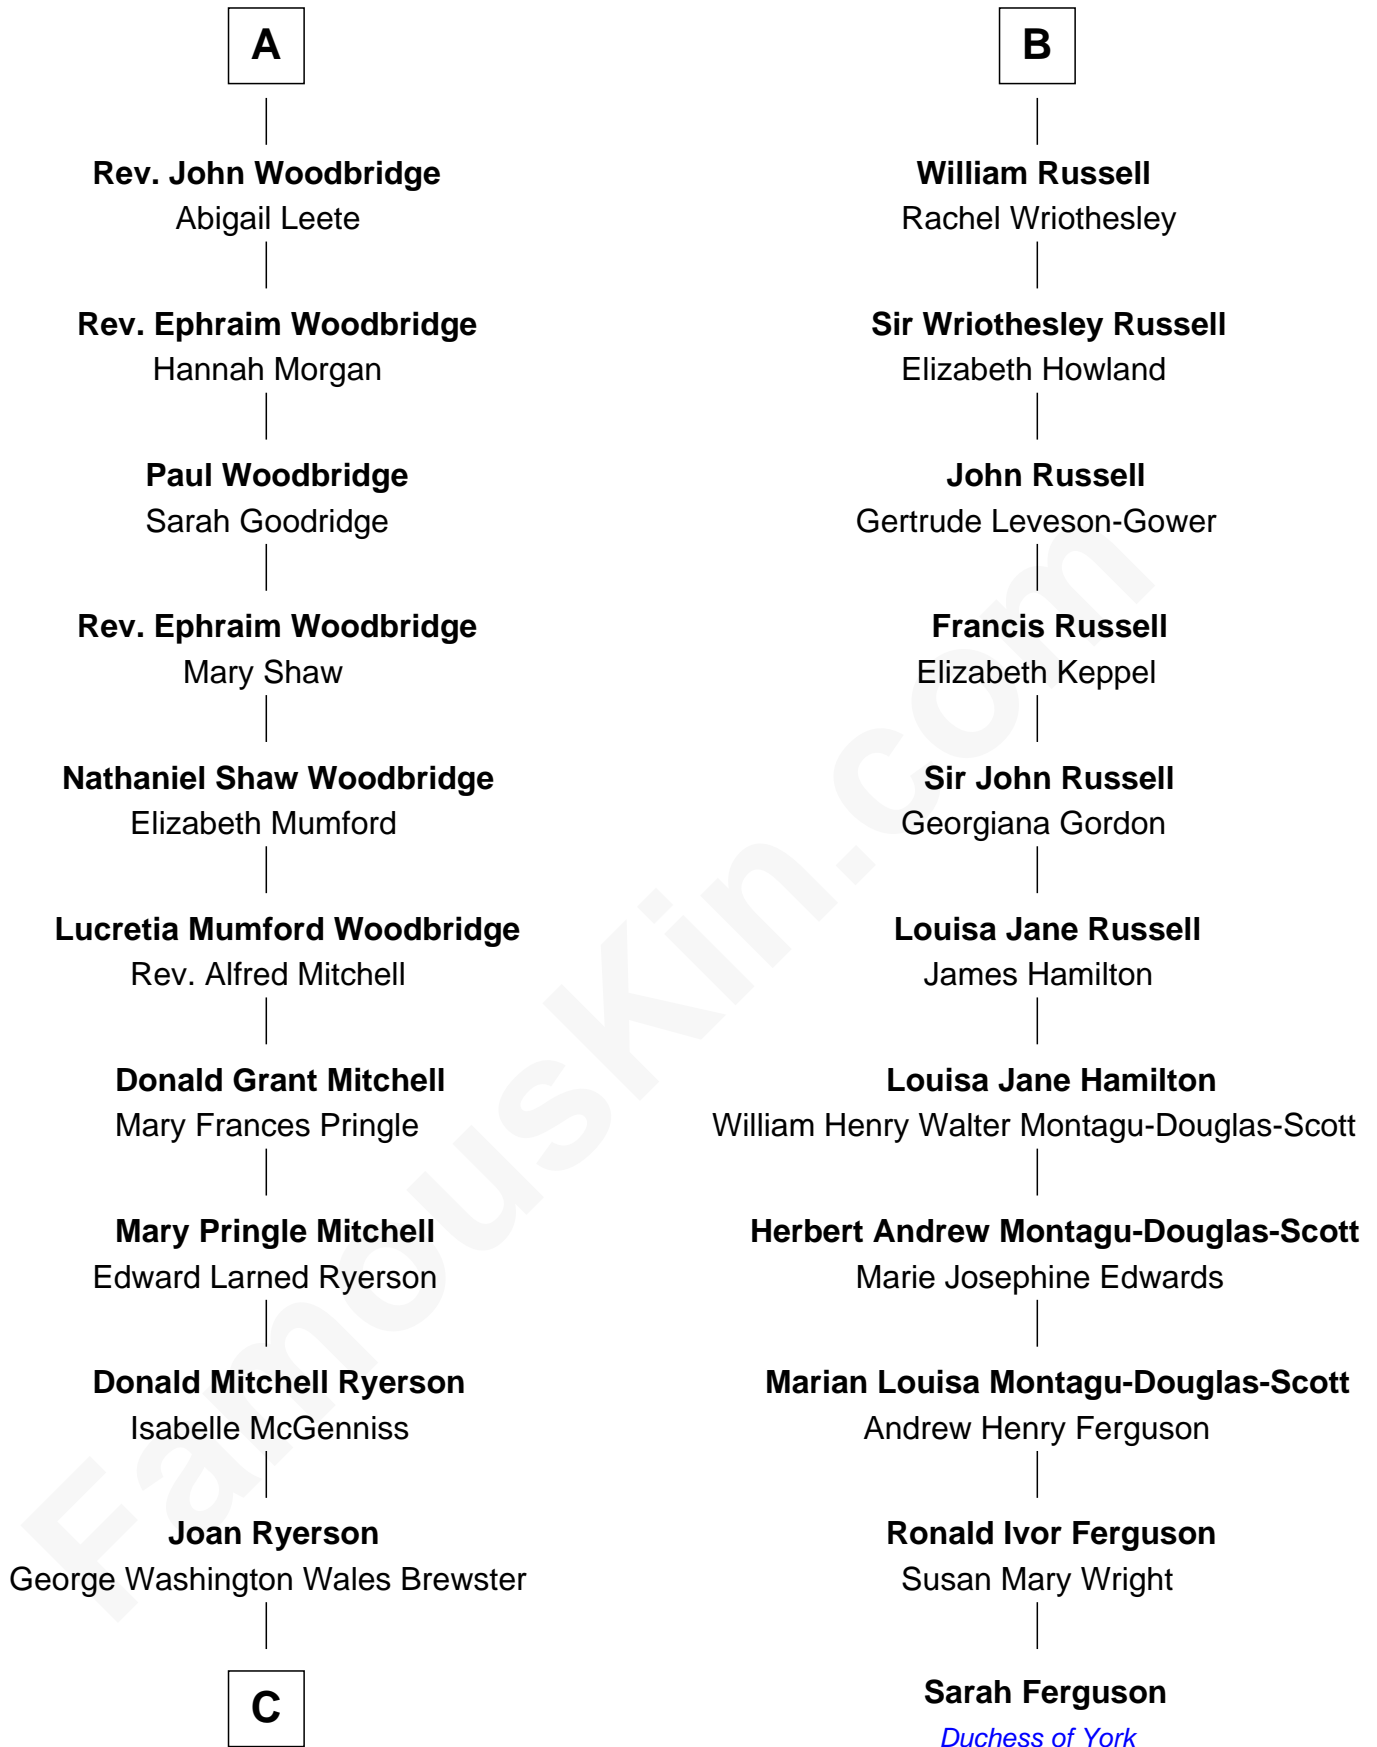 A
Rev. John Woodbridge
Abigail Leete
Rev. Ephraim Woodbridge
Hannah Morgan
Paul Woodbridge
Sarah Goodridge
Rev. Ephraim Woodbridge
Mary Shaw
Nathaniel Shaw Woodbridge
Elizabeth Mumford
Lucretia Mumford Woodbridge
Rev. Alfred Mitchell
Donald Grant Mitchell
Mary Frances Pringle
Mary Pringle Mitchell
Edward Larned Ryerson
Donald Mitchell Ryerson
Isabelle McGenniss
Joan Ryerson
George Washington Wales Brewster
C
B
William Russell
Rachel Wriothesley
Sir Wriothesley Russell
Elizabeth Howland
John Russell
Gertrude Leveson-Gower
Francis Russell
Elizabeth Keppel
Sir John Russell
Georgiana Gordon
Louisa Jane Russell
James Hamilton
Louisa Jane Hamilton
William Henry Walter Montagu-Douglas-Scott
Herbert Andrew Montagu-Douglas-Scott
Marie Josephine Edwards
Marian Louisa Montagu-Douglas-Scott
Andrew Henry Ferguson
Ronald Ivor Ferguson
Susan Mary Wright
Sarah Ferguson
Duchess of York
FamousKin.com